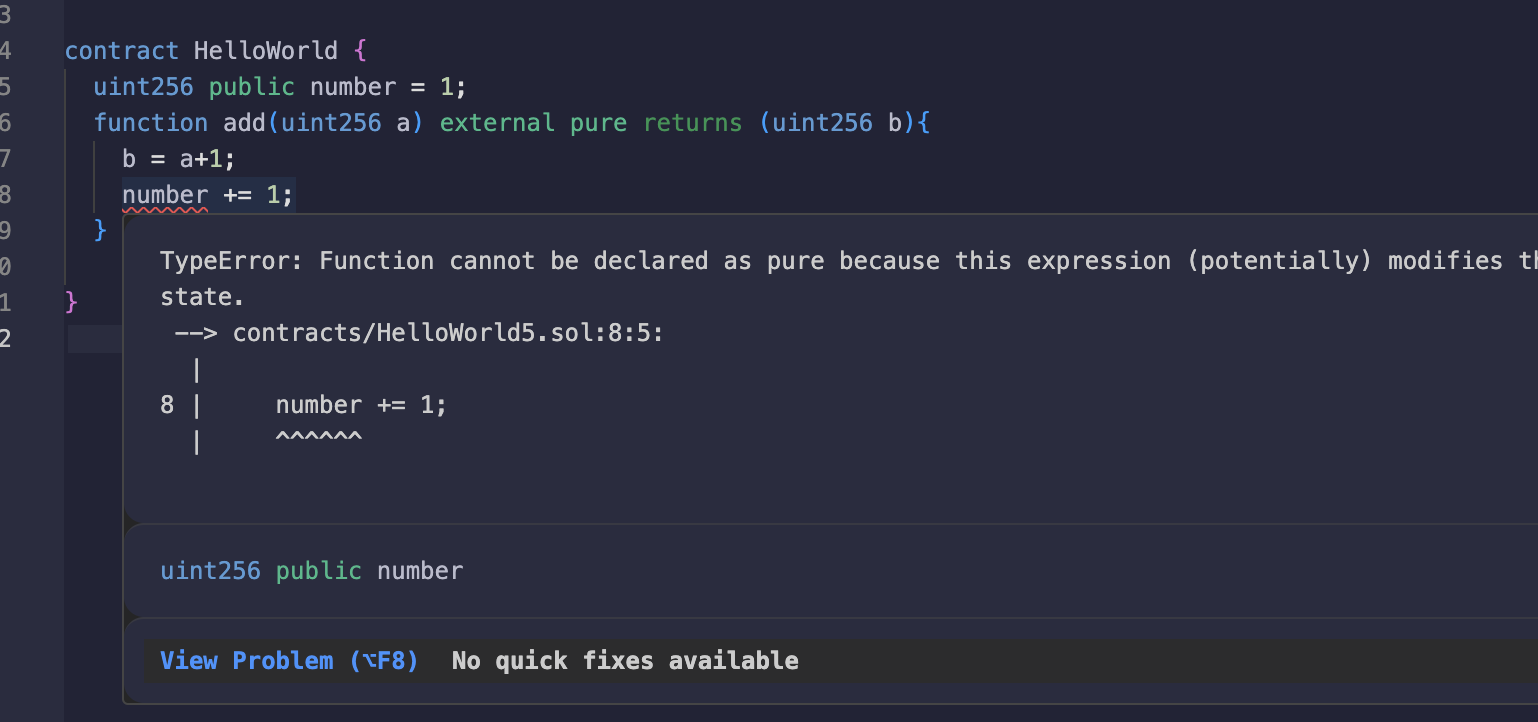 3
4 contract HelloWorld {
5 uint256 public number = 1;
6 function add(uint256 a) external pure returns (uint256 b){
7 b = a+1;
8 number += 1;
9 }
0
1 }
2
TypeError: Function cannot be declared as pure because this expression (potentially) modifies
state.
--> contracts/HelloWorld5.sol:8:5:
|
8 | number += 1;
| ^^^^^^
uint256 public number
View Problem (⌥F8) No quick fixes available